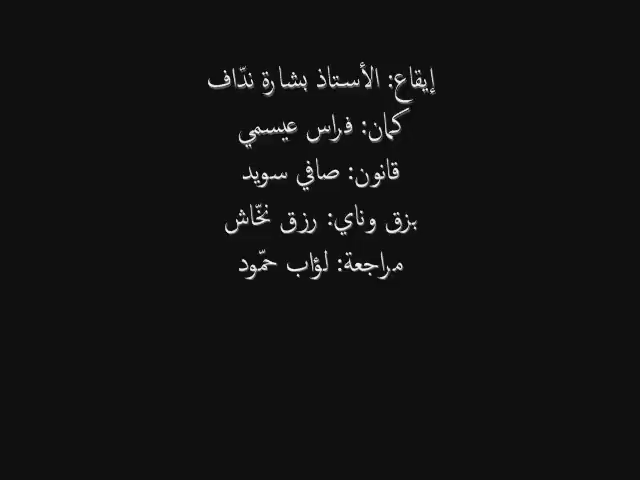 إيقاع: الأستاذ بشارة ندّاف
كمان: فراس عيسمي
قانون: صافي سويد
بزق وناي: رزق نخّاش
مراجعة: لؤاب حمّود